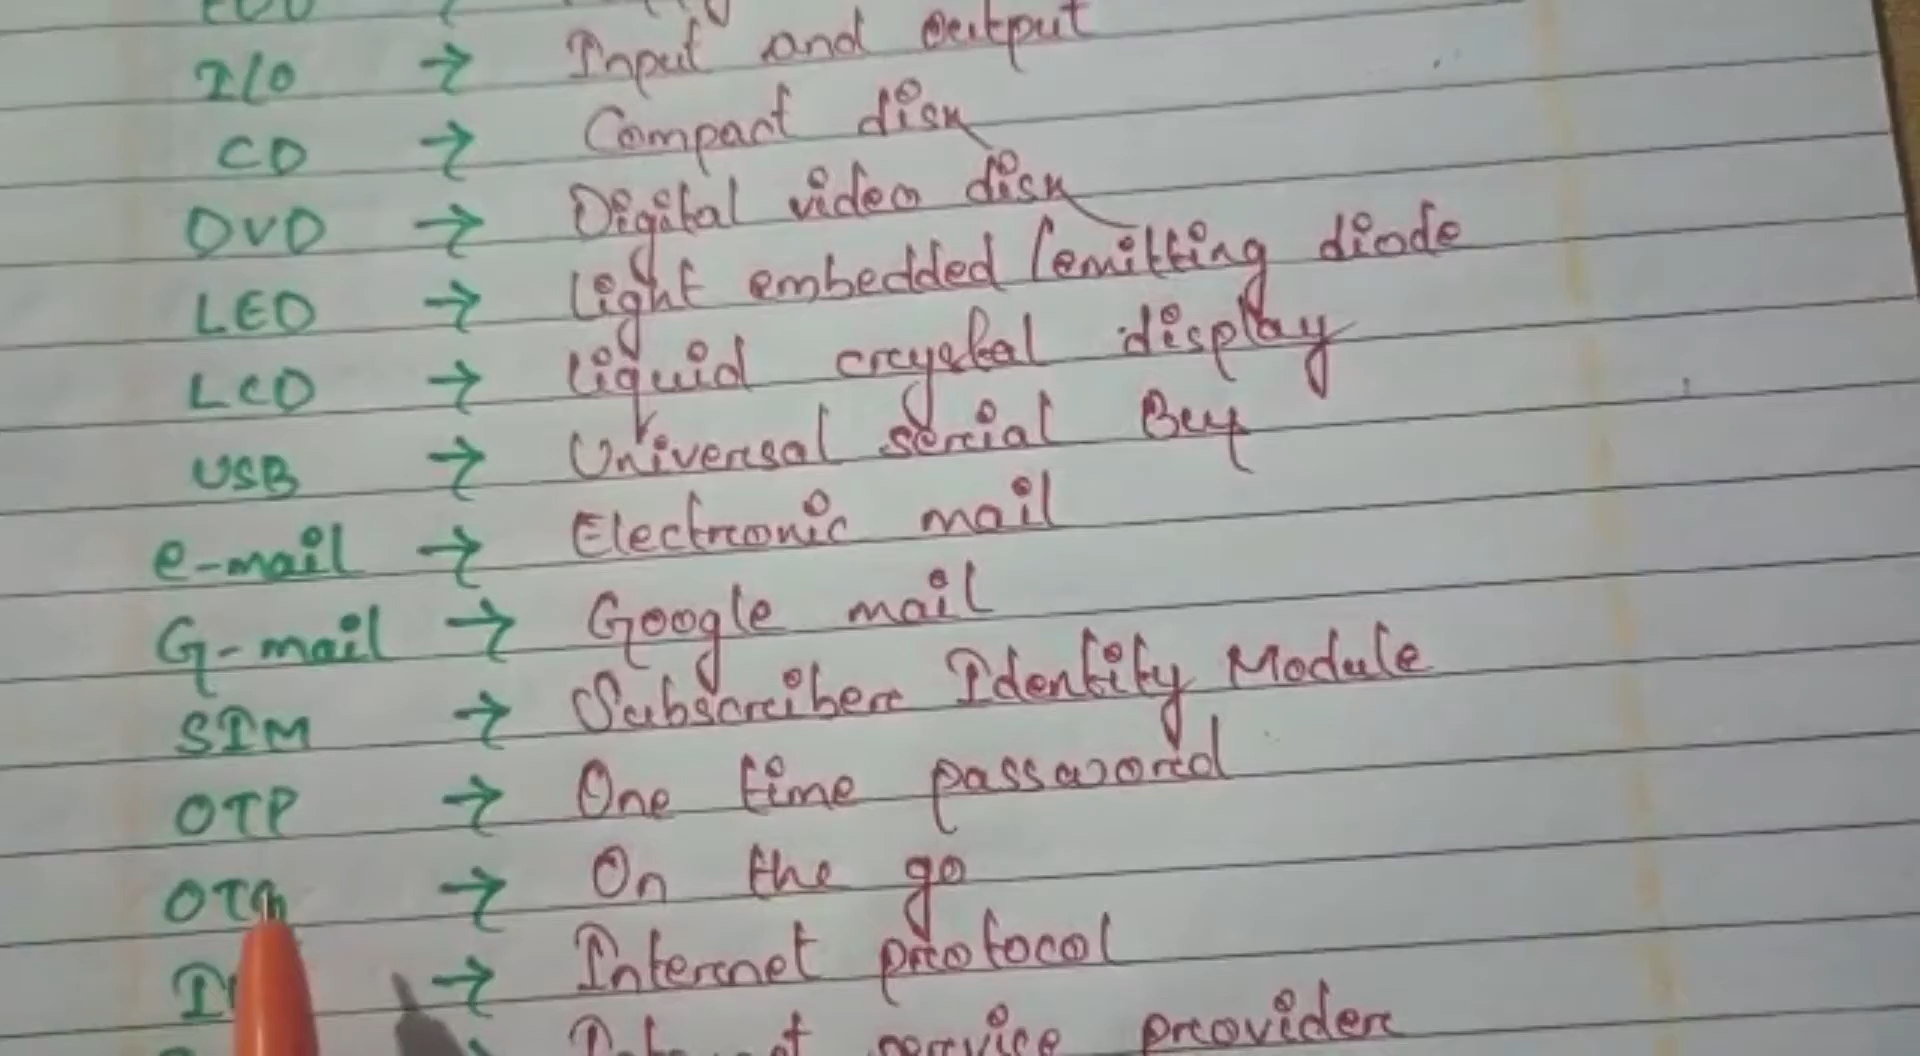 I/O → Input and output
CD → Compact disk
DVD → Digital video disk
LED → Light embedded /emitting diode
LCD → Liquid crystal display
USB → Universal serial Bus
e-mail → Electronic mail
G-mail → Google mail
SIM → Subscriber Identity Module
OTP → One time password
OTG → On the go
→ Internet protocol
service provider